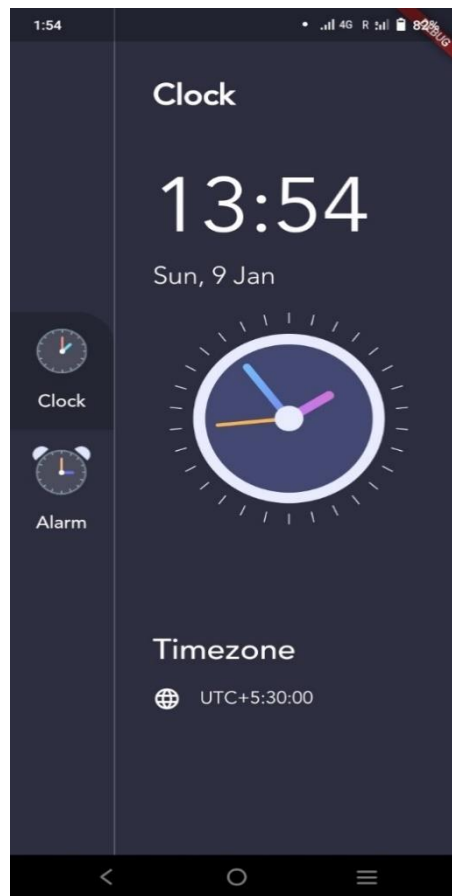 1:54
4G R 82%
DEBUG
Clock
13:54
Sun, 9 Jan
Clock
Alarm
Timezone
UTC+5:30:00